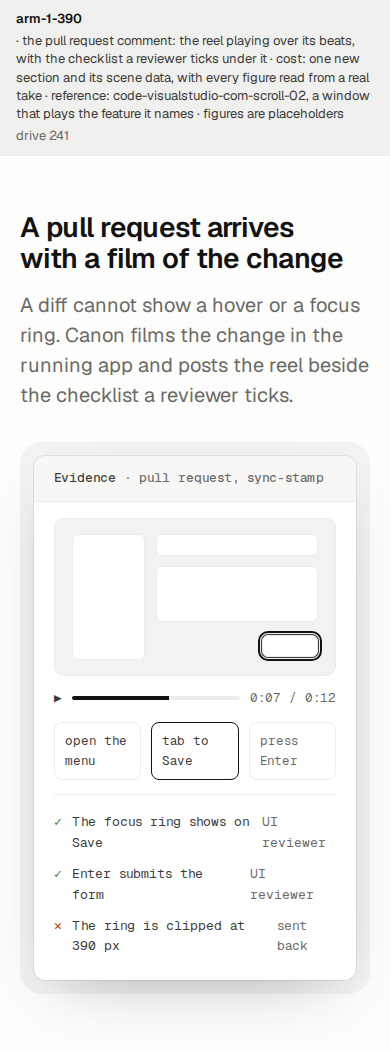 arm-1-390
· the pull request comment: the reel playing over its beats,
with the checklist a reviewer ticks under it · cost: one new
section and its scene data, with every figure read from a real
take · reference: code-visualstudio-com-scroll-02, a window
that plays the feature it names · figures are placeholders
drive 241
A pull request arrives
with a film of the change
A diff cannot show a hover or a focus
ring. Canon films the change in the
running app and posts the reel beside
the checklist a reviewer ticks.
Evidence · pull request, sync-stamp
▶ 0:07 / 0:12
open the
menu
tab to
Save
press
Enter
✓ The focus ring shows on
Save
UI
reviewer
✓ Enter submits the
form
UI
reviewer
✕ The ring is clipped at
390 px
sent
back